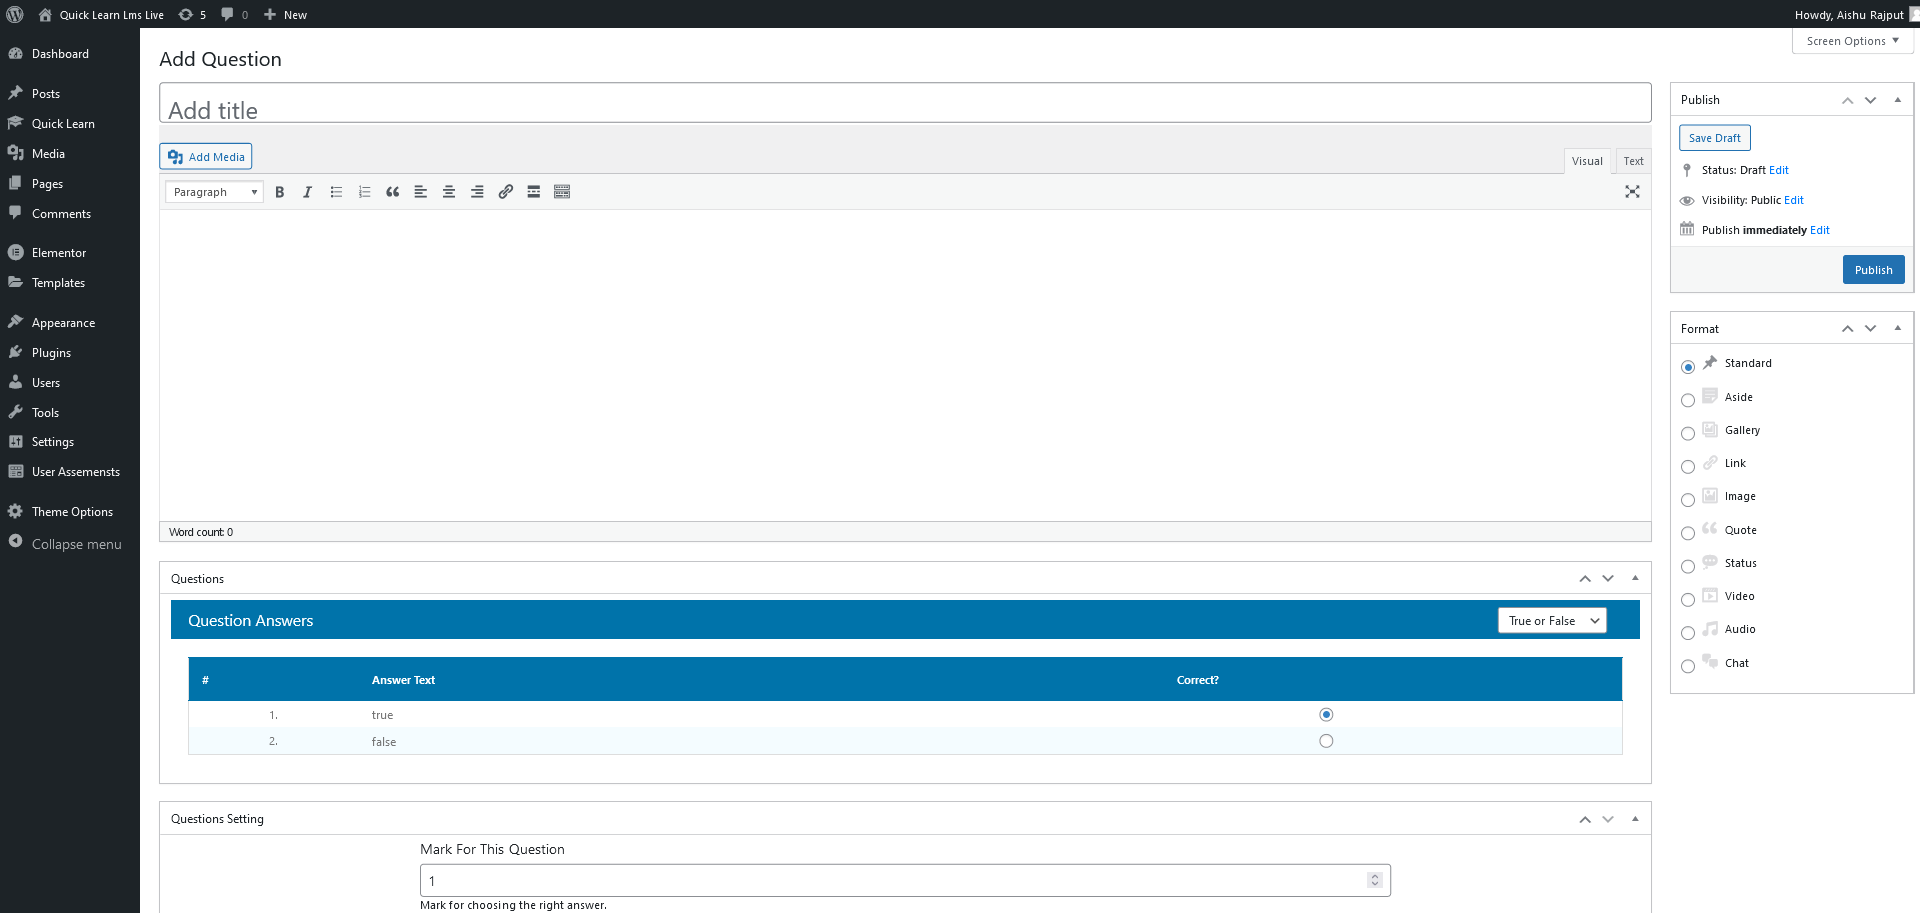 Quick Learn Lms Live
5
0
New
Howdy, Aishu Rajput
Screen Options
Dashboard
Posts
Quick Learn
Media
Pages
Comments
Elementor
Templates
Appearance
Plugins
Users
Tools
Settings
User Assemensts
Theme Options
Collapse menu
Add Question
Add title
Add Media
Visual
Text
Paragraph
B
I
Word count: 0
Questions
Question Answers
True or False
#
Answer Text
Correct?
1.
true
2.
false
Questions Setting
Mark For This Question
1
Mark for choosing the right answer.
Publish
Save Draft
Status: Draft Edit
Visibility: Public Edit
Publish immediately Edit
Publish
Format
Standard
Aside
Gallery
Link
Image
Quote
Status
Video
Audio
Chat